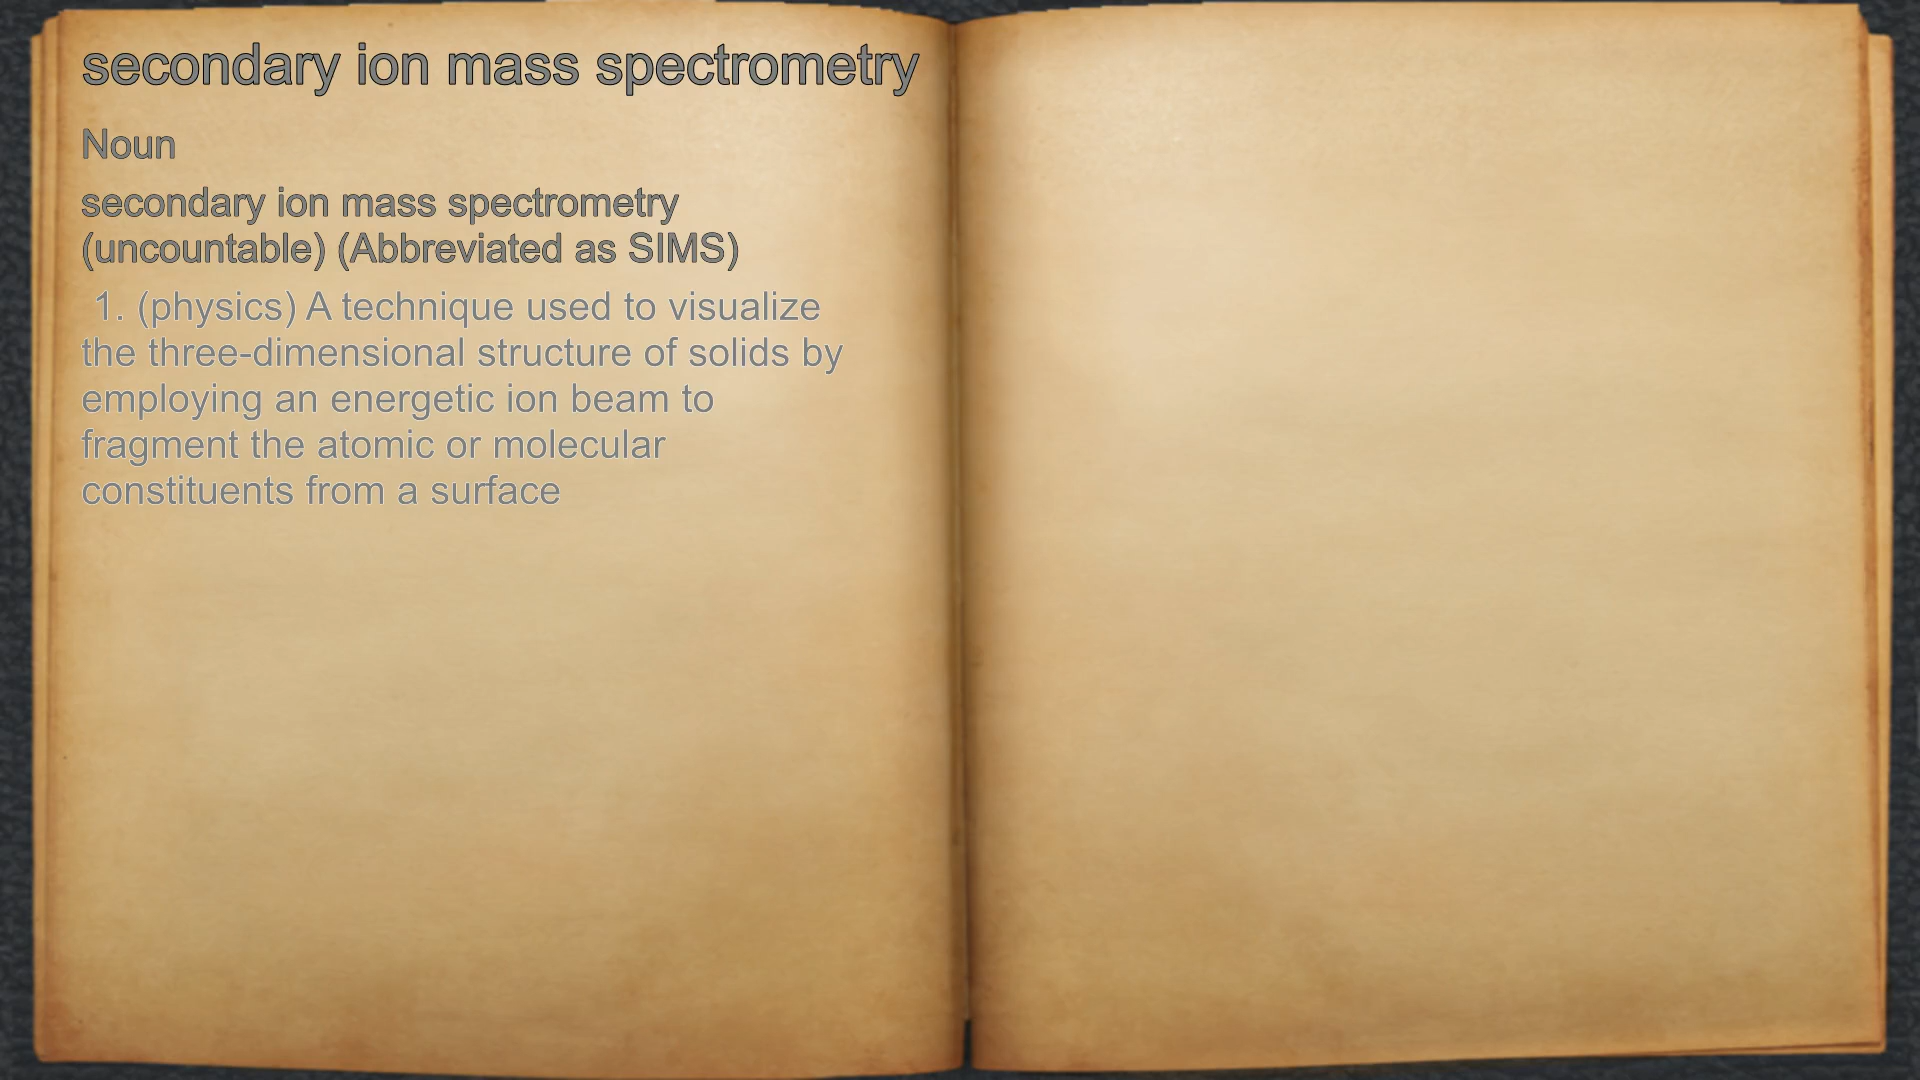 secondary ion mass spectrometry
Noun
secondary ion mass spectrometry
(uncountable) (Abbreviated as SIMS)
1. (physics) A technique used to visualize
the three-dimensional structure of solids by
employing an energetic ion beam to
fragment the atomic or molecular
constituents from a surface